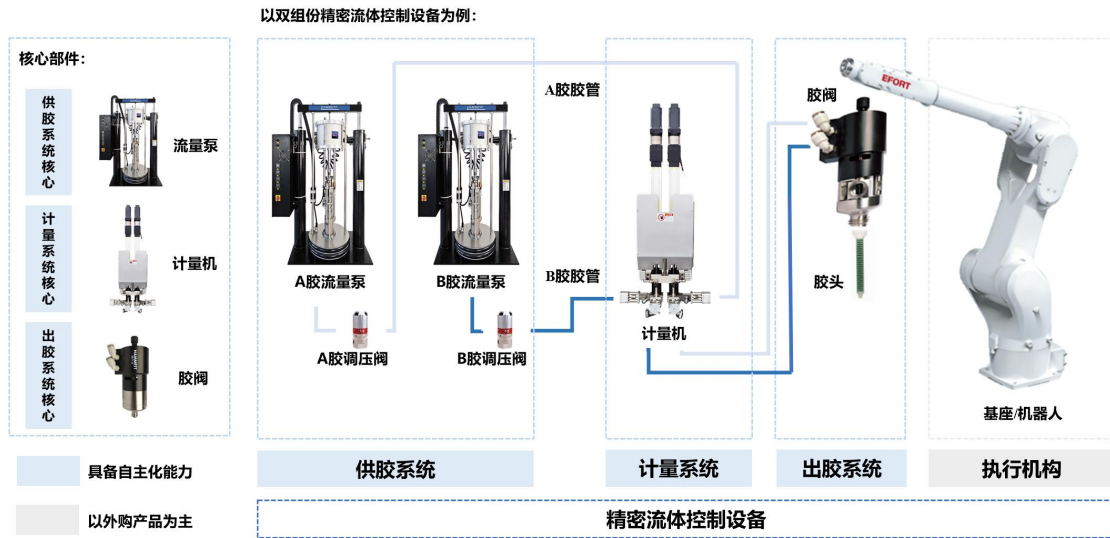 以双组份精密流体控制设备为例：
核心部件：
供胶系统核心
流量泵
计量系统核心
计量机
出胶系统核心
胶阀
具备自主化能力
以外购产品为主
A胶流量泵
B胶流量泵
A胶调压阀
B胶调压阀
A胶胶管
B胶胶管
计量机
胶阀
胶头
EFORT
基座/机器人
供胶系统
计量系统
出胶系统
执行机构
精密流体控制设备